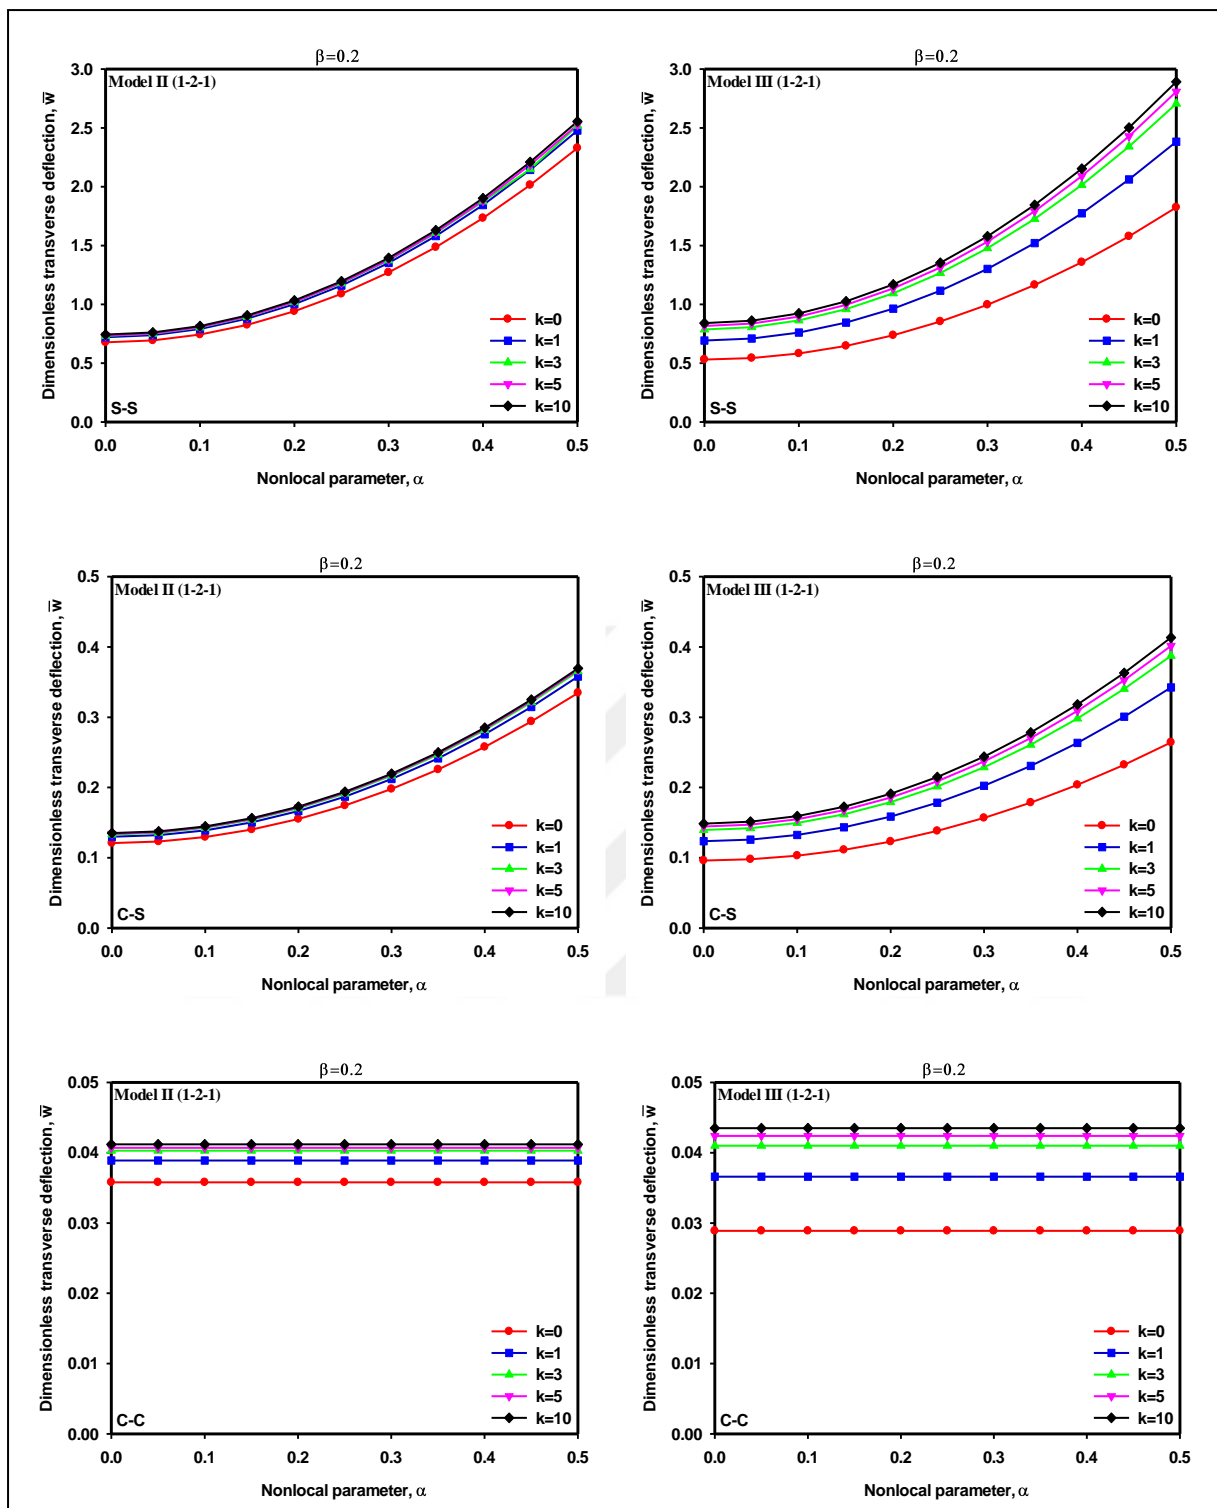 β=0.2
Model II (1-2-1)
Dimensionless transverse deflection, w̅
3.0
2.5
2.0
1.5
1.0
0.5
0.0
k=0
k=1
k=3
k=5
k=10
S-S
0.0 0.1 0.2 0.3 0.4 0.5
Nonlocal parameter, α
β=0.2
Model III (1-2-1)
Dimensionless transverse deflection, w̅
3.0
2.5
2.0
1.5
1.0
0.5
0.0
k=0
k=1
k=3
k=5
k=10
S-S
0.0 0.1 0.2 0.3 0.4 0.5
Nonlocal parameter, α
β=0.2
Model II (1-2-1)
Dimensionless transverse deflection, w̅
0.5
0.4
0.3
0.2
0.1
0.0
k=0
k=1
k=3
k=5
k=10
C-S
0.0 0.1 0.2 0.3 0.4 0.5
Nonlocal parameter, α
β=0.2
Model III (1-2-1)
Dimensionless transverse deflection, w̅
0.5
0.4
0.3
0.2
0.1
0.0
k=0
k=1
k=3
k=5
k=10
C-S
0.0 0.1 0.2 0.3 0.4 0.5
Nonlocal parameter, α
β=0.2
Model II (1-2-1)
Dimensionless transverse deflection, w̅
0.05
0.04
0.03
0.02
0.01
0.00
k=0
k=1
k=3
k=5
k=10
C-C
0.0 0.1 0.2 0.3 0.4 0.5
Nonlocal parameter, α
β=0.2
Model III (1-2-1)
Dimensionless transverse deflection, w̅
0.05
0.04
0.03
0.02
0.01
0.00
k=0
k=1
k=3
k=5
k=10
C-C
0.0 0.1 0.2 0.3 0.4 0.5
Nonlocal parameter, α